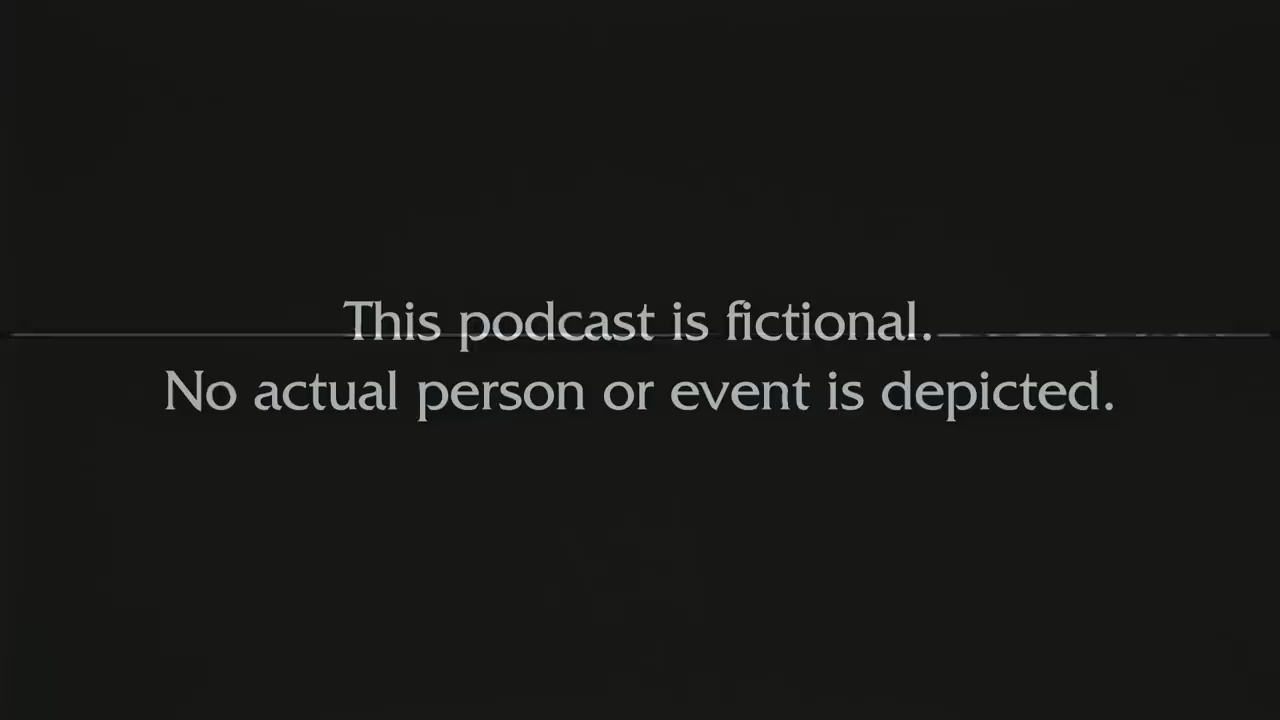 This podcast is fictional.
No actual person or event is depicted.